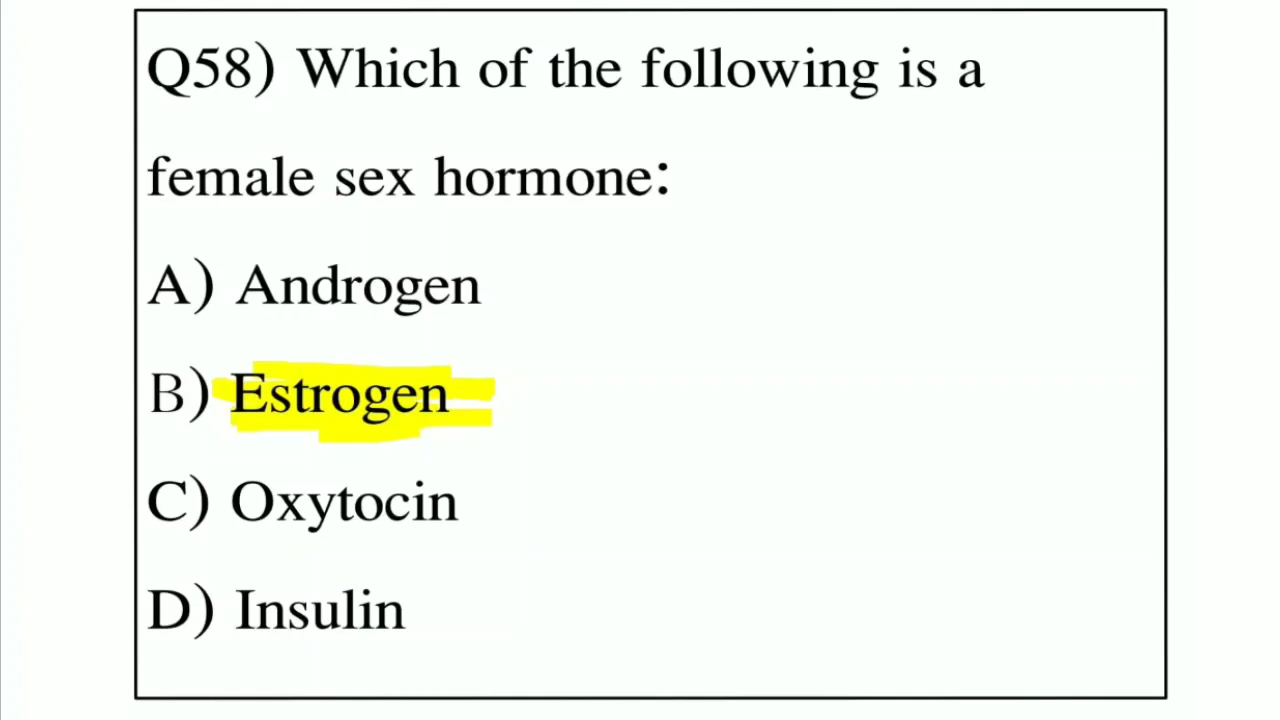 Q58) Which of the following is a
female sex hormone:
A) Androgen
B) Estrogen
C) Oxytocin
D) Insulin